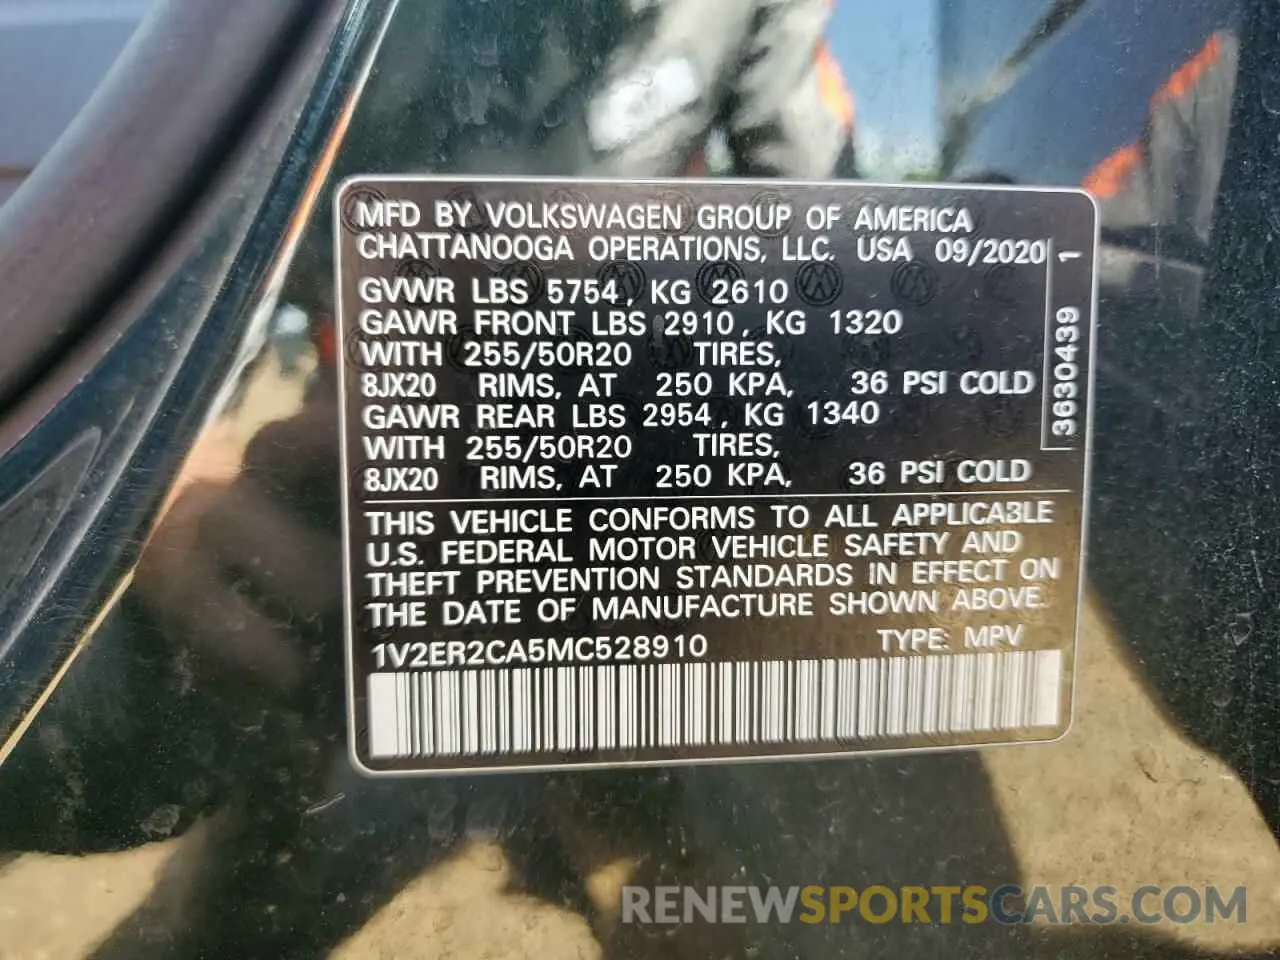 MFD BY VOLKSWAGEN GROUP OF AMERICA
CHATTANOOGA OPERATIONS, LLC. USA 09/2020
GVWR LBS 5754, KG 2610
GAWR FRONT LBS 2910, KG 1320
WITH 255/50R20 TIRES,
8JX20 RIMS, AT 250 KPA, 36 PSI COLD
GAWR REAR LBS 2954, KG 1340
WITH 255/50R20 TIRES,
8JX20 RIMS, AT 250 KPA, 36 PSI COLD
3630439 1
THIS VEHICLE CONFORMS TO ALL APPLICABLE
U.S. FEDERAL MOTOR VEHICLE SAFETY AND
THEFT PREVENTION STANDARDS IN EFFECT ON
THE DATE OF MANUFACTURE SHOWN ABOVE.
1V2ER2CA5MC528910 TYPE: MPV
RENEWSPORTSCARS.COM